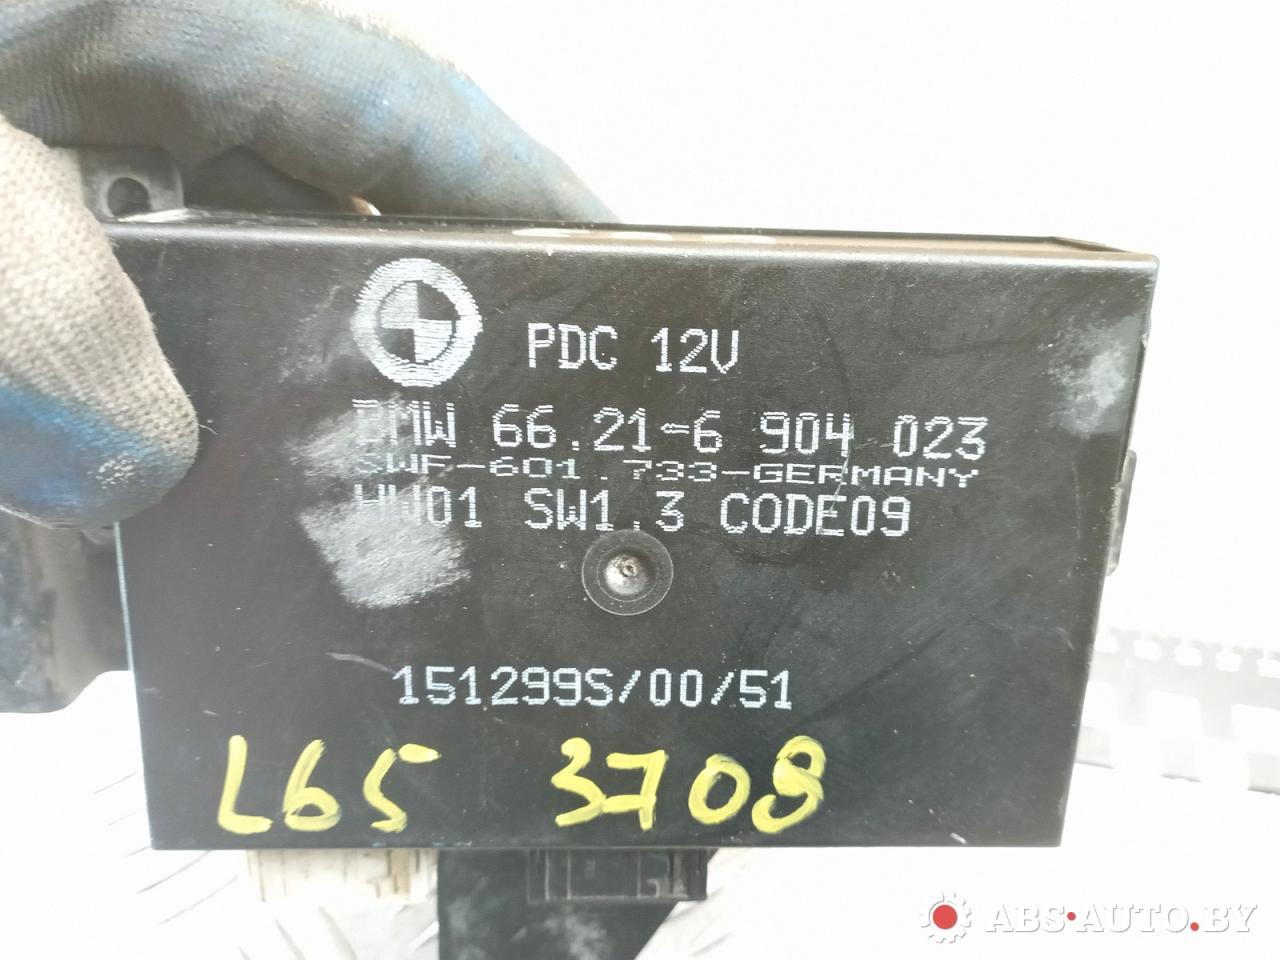 PDC 12V
BMW 66.21-6 904 023
SWF-601.733-GERMANY
HW01 SW1.3 CODE09
151299S/00/51
L65 3709
ABS-AUTO.BY